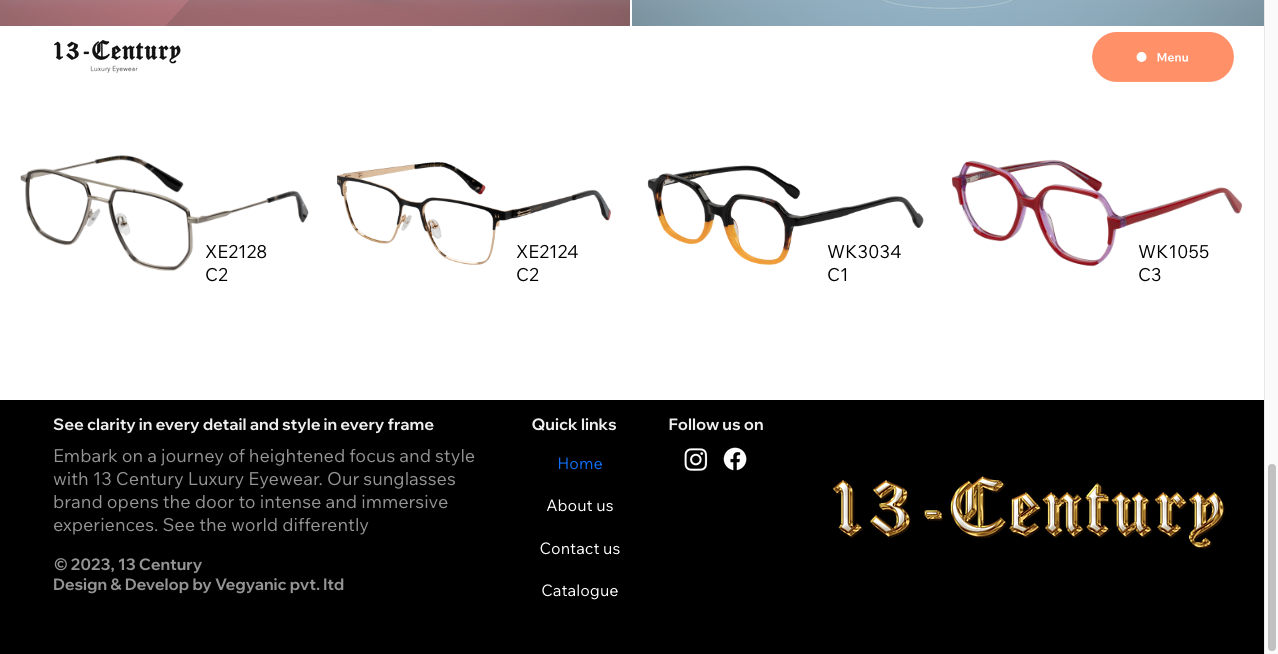 13-Century
Luxury Eyewear
Menu
XE2128
C2
XE2124
C2
WK3034
C1
WK1055
C3
See clarity in every detail and style in every frame
Embark on a journey of heightened focus and style
with 13 Century Luxury Eyewear. Our sunglasses
brand opens the door to intense and immersive
experiences. See the world differently
© 2023, 13 Century
Design & Develop by Vegyanic pvt. ltd
Quick links
Home
About us
Contact us
Catalogue
Follow us on
13-Century